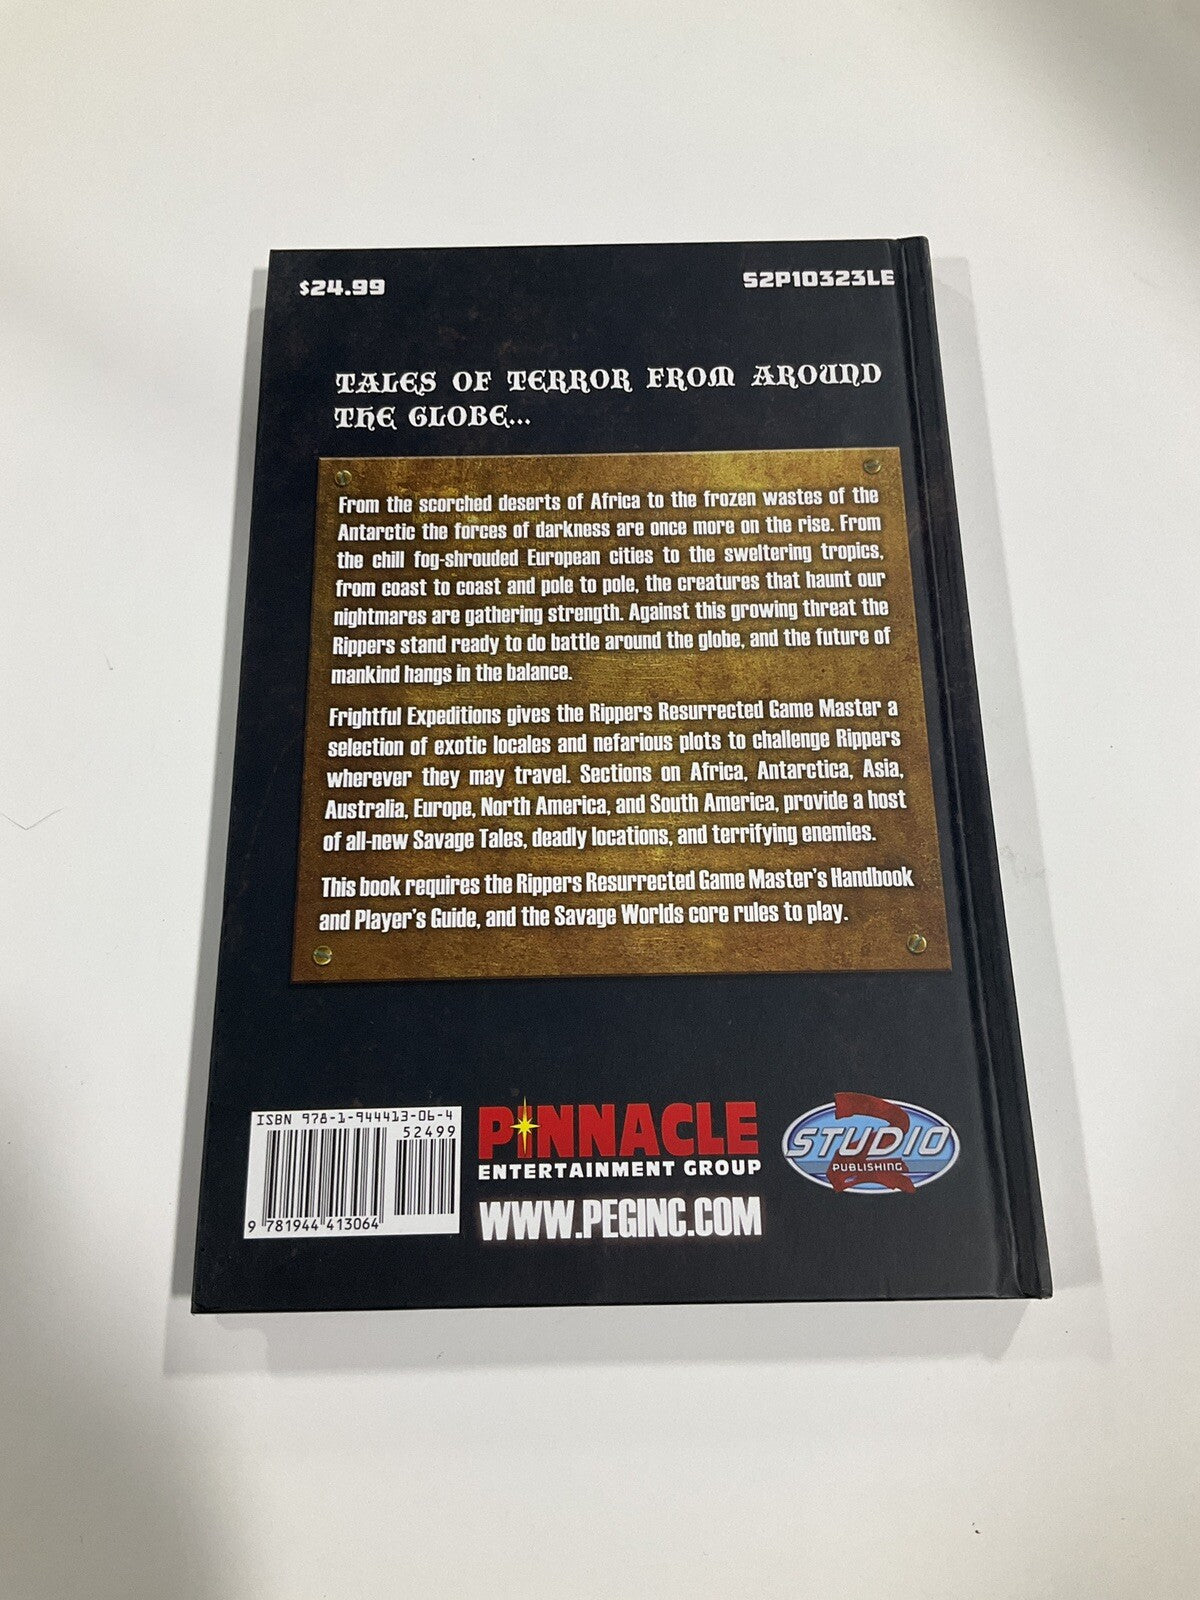 $24.99
S2P10323LE
TALES OF TERROR FROM AROUND
THE GLOBE...
From the scorched deserts of Africa to the frozen wastes of the
Antarctic the forces of darkness are once more on the rise. From
the chill fog-shrouded European cities to the sweltering tropics,
from coast to coast and pole to pole, the creatures that haunt our
nightmares are gathering strength. Against this growing threat the
Rippers stand ready to do battle around the globe, and the future of
mankind hangs in the balance.
Frightful Expeditions gives the Rippers Resurrected Game Master a
selection of exotic locales and nefarious plots to challenge Rippers
wherever they may travel. Sections on Africa, Antarctica, Asia,
Australia, Europe, North America, and South America, provide a host
of all-new Savage Tales, deadly locations, and terrifying enemies.
This book requires the Rippers Resurrected Game Master's Handbook
and Player's Guide, and the Savage Worlds core rules to play.
ISBN 978-1-944413-06-4
52499
9 781944 413064
PINNACLE
ENTERTAINMENT GROUP
WWW.PEGINC.COM
STUDIO
2
PUBLISHING